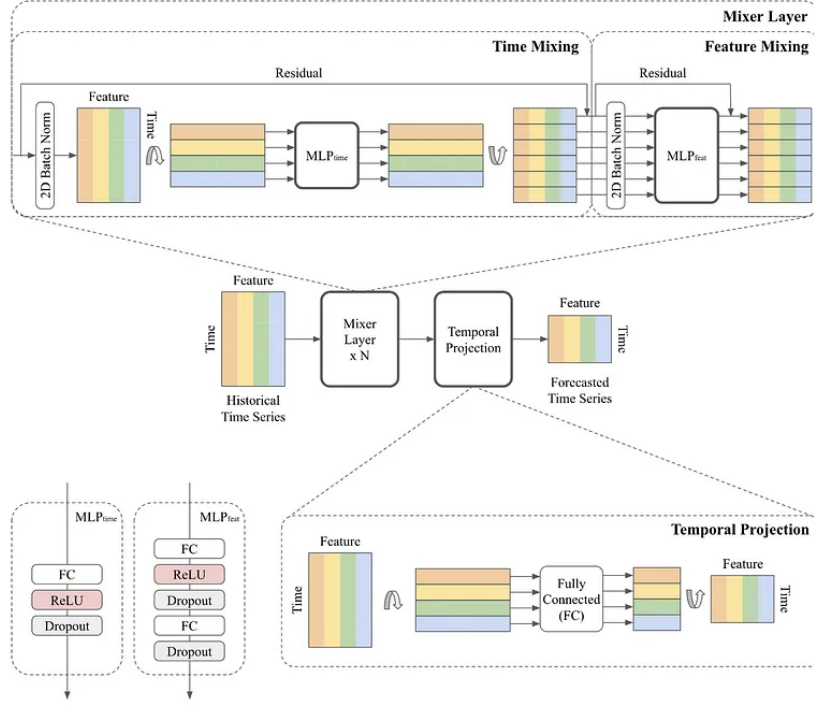 Mixer Layer
Time Mixing
Feature Mixing
Residual
Residual
Feature
Time
2D Batch Norm
MLPtime
2D Batch Norm
MLPfeat
Feature
Time
Historical
Time Series
Mixer
Layer
x N
Temporal
Projection
Feature
Time
Forecasted
Time Series
MLPtime
FC
ReLU
Dropout
MLPfeat
FC
ReLU
Dropout
FC
Dropout
Temporal Projection
Feature
Time
Fully
Connected
(FC)
Feature
Time